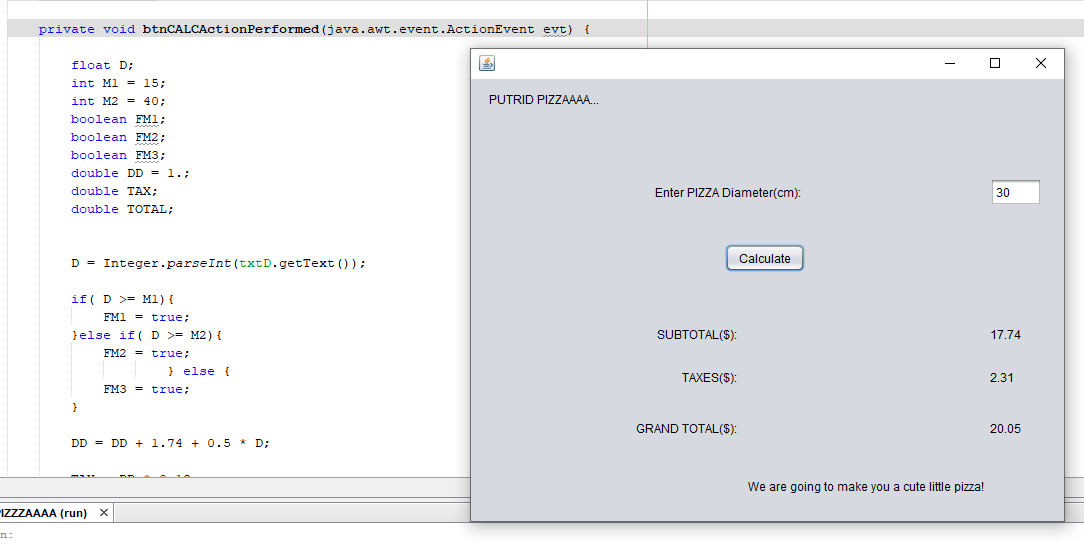 private void btnCALCActionPerformed(java.awt.event.ActionEvent evt) {
float D;
int M1 = 15;
int M2 = 40;
boolean FM1;
boolean FM2;
boolean FM3;
double DD = 1.;
double TAX;
double TOTAL;
D = Integer.parseInt(txtD.getText());
if( D >= M1){
FM1 = true;
}else if( D >= M2){
FM2 = true;
} else {
FM3 = true;
}
DD = DD + 1.74 + 0.5 * D;
PUTRID PIZZAAAA...
Enter PIZZA Diameter(cm): 30
Calculate
SUBTOTAL($): 17.74
TAXES($): 2.31
GRAND TOTAL($): 20.05
We are going to make you a cute little pizza!
IZZZAAAA (run) ×
n: